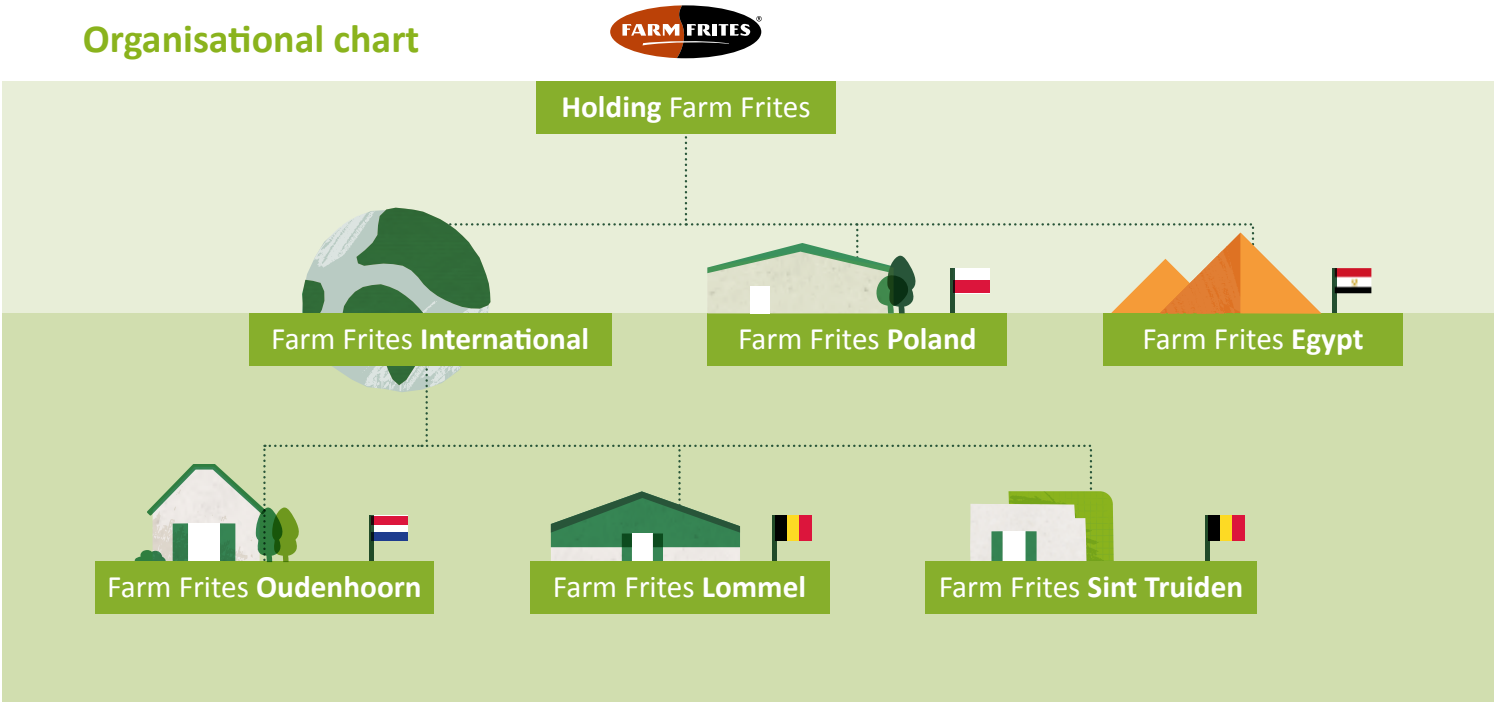 Organisational chart
FARM FRITES®
Holding Farm Frites
Farm Frites International
Farm Frites Poland
Farm Frites Egypt
Farm Frites Oudenhoorn
Farm Frites Lommel
Farm Frites Sint Truiden